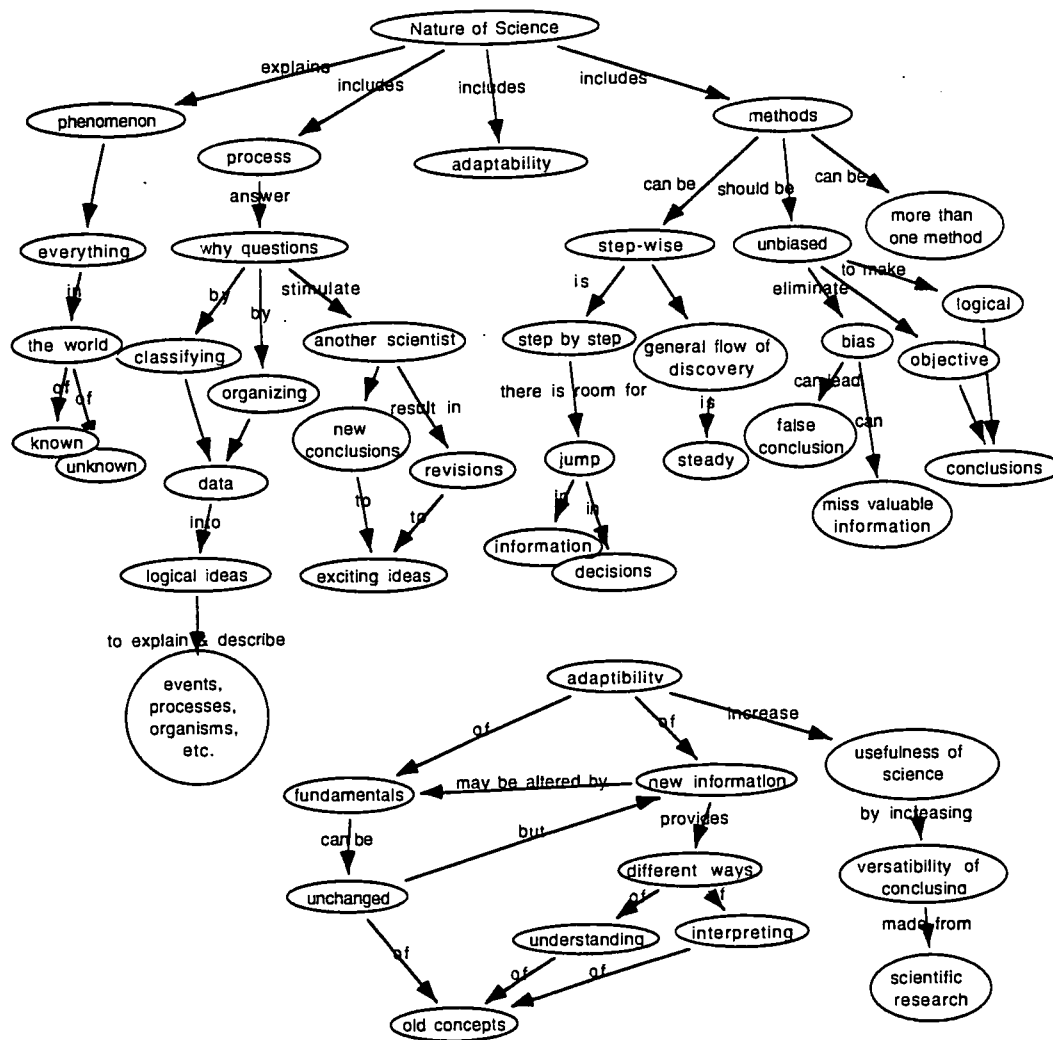 Nature of Science
explains
includes
includes
includes
phenomenon
process
adaptability
methods
answer
can be
should be
can be
more than
one method
everything
why questions
step-wise
unbiased
in
by
by
stimulate
is
eliminate
to make
logical
the world
classifying
another scientist
step by step
general flow of
discovery
bias
objective
of
of
organizing
result in
there is room for
is
can lead
can
known
unknown
new
conclusions
revisions
jump
steady
false
conclusion
conclusions
data
into
to
to
in
in
miss valuable
information
information
decisions
logical ideas
exciting ideas
to explain & describe
events,
processes,
organisms,
etc.
adaptibility
of
of
increase
usefulness of
science
fundamentals
may be altered by
new information
can be
but
provides
by increasing
unchanged
different ways
versatibility of
conclusing
of
of
f
understanding
interpreting
made from
of
of
scientific
research
old concepts